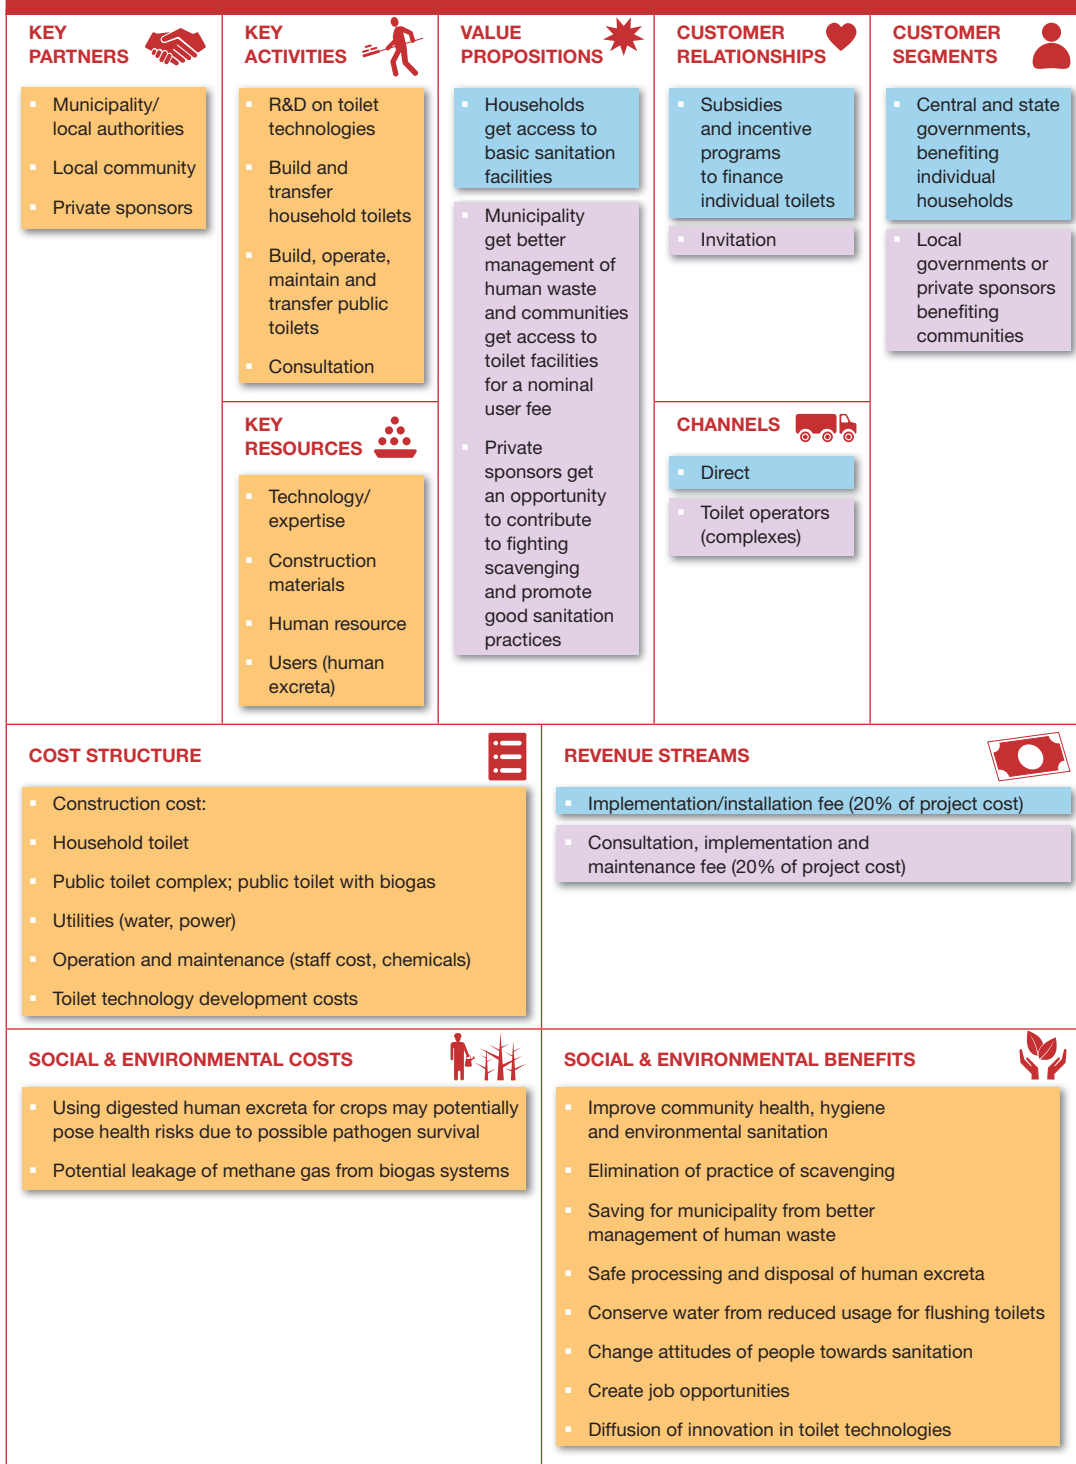 KEY
PARTNERS
Municipality/
local authorities
Local community
Private sponsors
KEY
ACTIVITIES
R&D on toilet
technologies
Build and
transfer
household toilets
Build, operate,
maintain and
transfer public
toilets
Consultation
KEY
RESOURCES
Technology/
expertise
Construction
materials
Human resource
Users (human
excreta)
VALUE
PROPOSITIONS
Households
get access to
basic sanitation
facilities
Municipality
get better
management of
human waste
and communities
get access to
toilet facilities
for a nominal
user fee
Private
sponsors get
an opportunity
to contribute
to fighting
scavenging
and promote
good sanitation
practices
CUSTOMER
RELATIONSHIPS
Subsidies
and incentive
programs
to finance
individual toilets
Invitation
CHANNELS
Direct
Toilet operators
(complexes)
CUSTOMER
SEGMENTS
Central and state
governments,
benefiting
individual
households
Local
governments or
private sponsors
benefiting
communities
COST STRUCTURE
Construction cost:
Household toilet
Public toilet complex; public toilet with biogas
Utilities (water, power)
Operation and maintenance (staff cost, chemicals)
Toilet technology development costs
REVENUE STREAMS
Implementation/installation fee (20% of project cost)
Consultation, implementation and
maintenance fee (20% of project cost)
SOCIAL & ENVIRONMENTAL COSTS
Using digested human excreta for crops may potentially
pose health risks due to possible pathogen survival
Potential leakage of methane gas from biogas systems
SOCIAL & ENVIRONMENTAL BENEFITS
Improve community health, hygiene
and environmental sanitation
Elimination of practice of scavenging
Saving for municipality from better
management of human waste
Safe processing and disposal of human excreta
Conserve water from reduced usage for flushing toilets
Change attitudes of people towards sanitation
Create job opportunities
Diffusion of innovation in toilet technologies